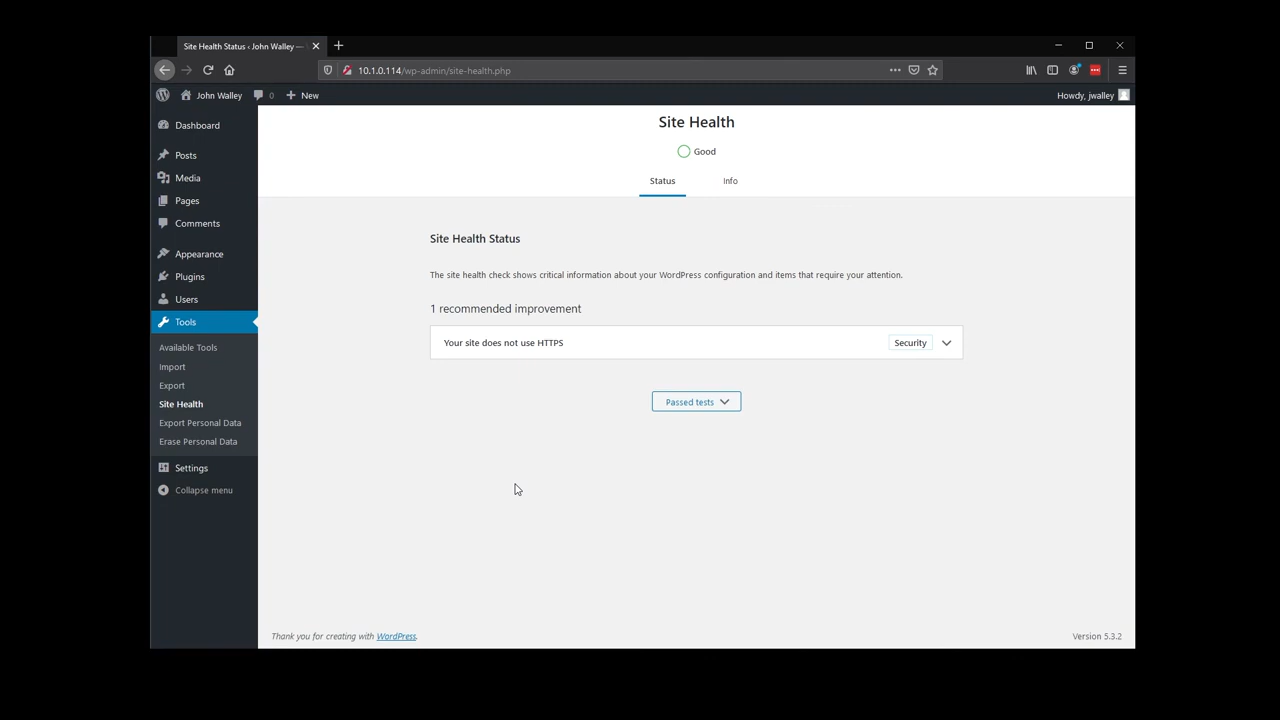 Site Health Status ‹ John Walley —
10.1.0.114/wp-admin/site-health.php
John Walley 0 New Howdy, jwalley
Dashboard
Posts
Media
Pages
Comments
Appearance
Plugins
Users
Tools
Available Tools
Import
Export
Site Health
Export Personal Data
Erase Personal Data
Settings
Collapse menu
Site Health
Good
Status Info
Site Health Status
The site health check shows critical information about your WordPress configuration and items that require your attention.
1 recommended improvement
Your site does not use HTTPS Security
Passed tests
Thank you for creating with WordPress. Version 5.3.2